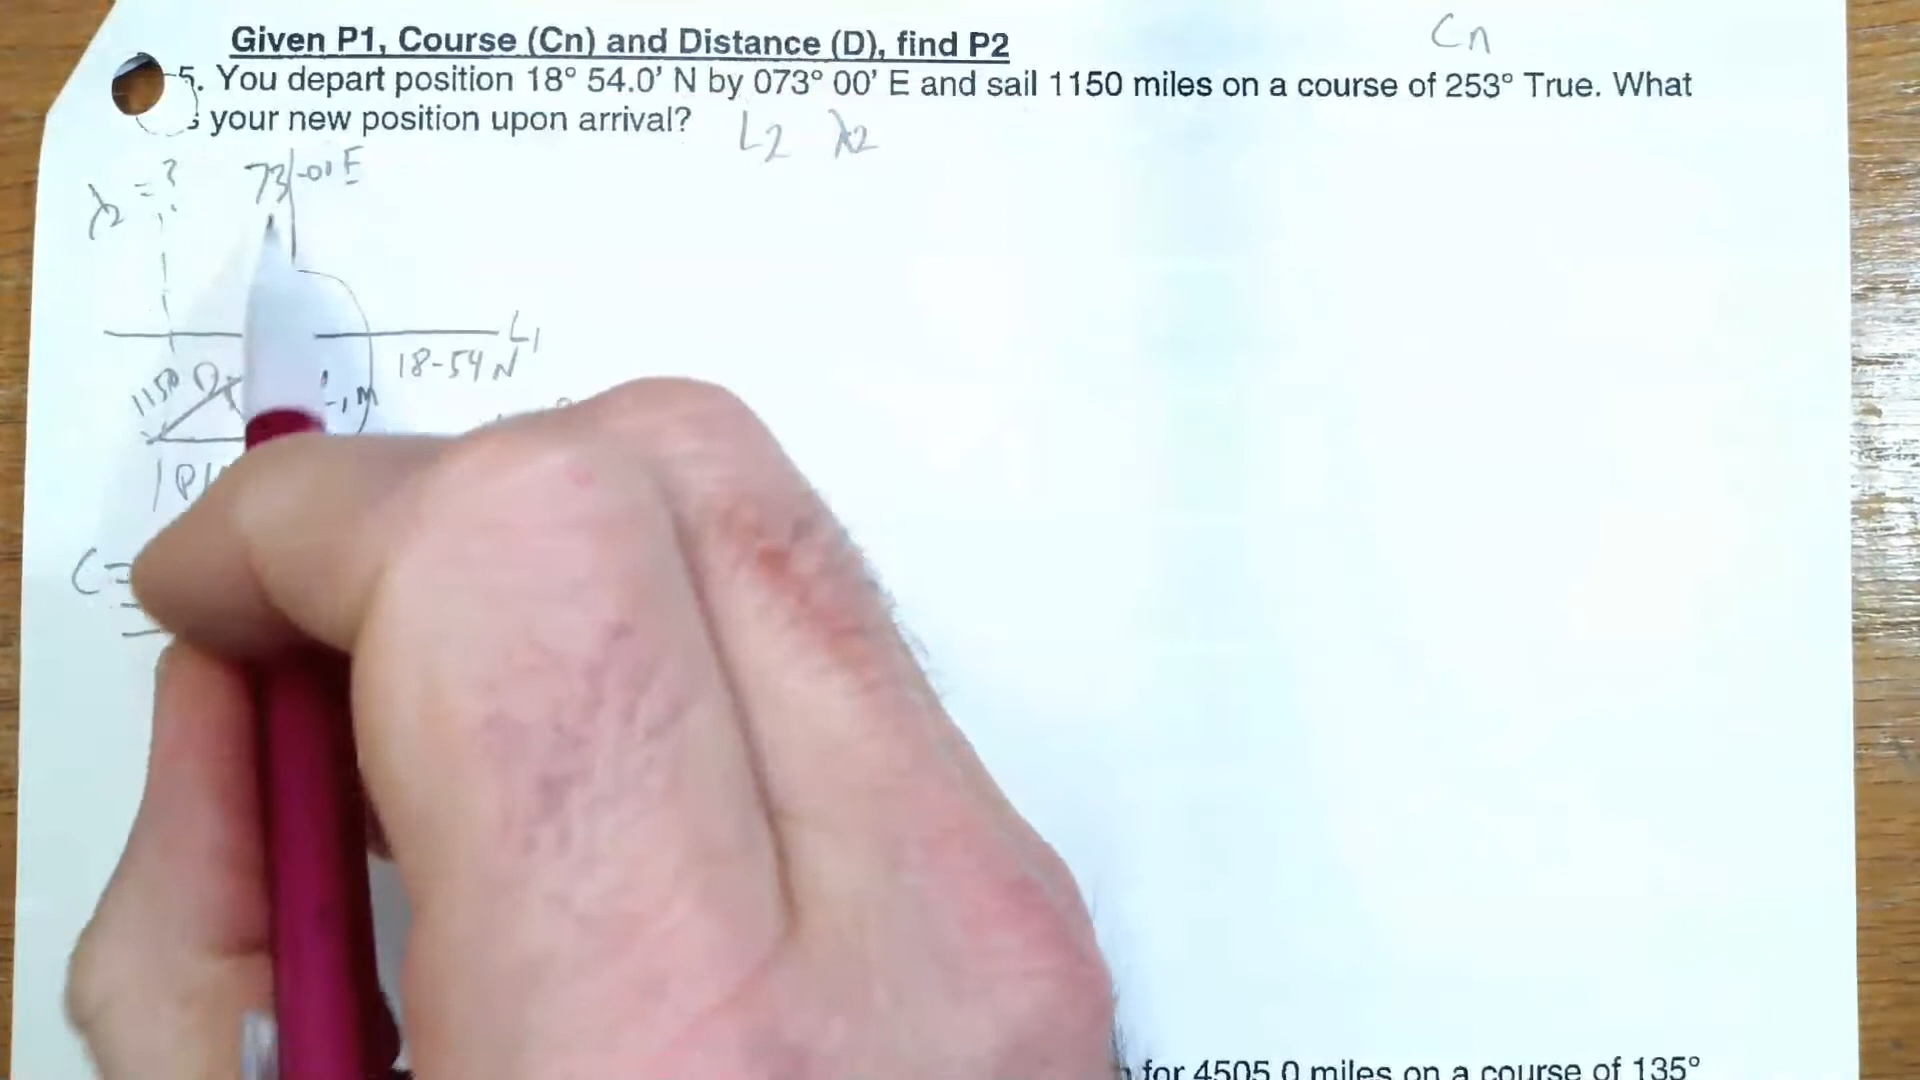 Cn
Given P1, Course (Cn) and Distance (D), find P2
5. You depart position 18° 54.0' N by 073° 00' E and sail 1150 miles on a course of 253° True. What
your new position upon arrival? L2 λ2
λ2 = ? 73-00 E
L1
18-54 N
1150 D
C =
for 4505.0 miles on a course of 135°